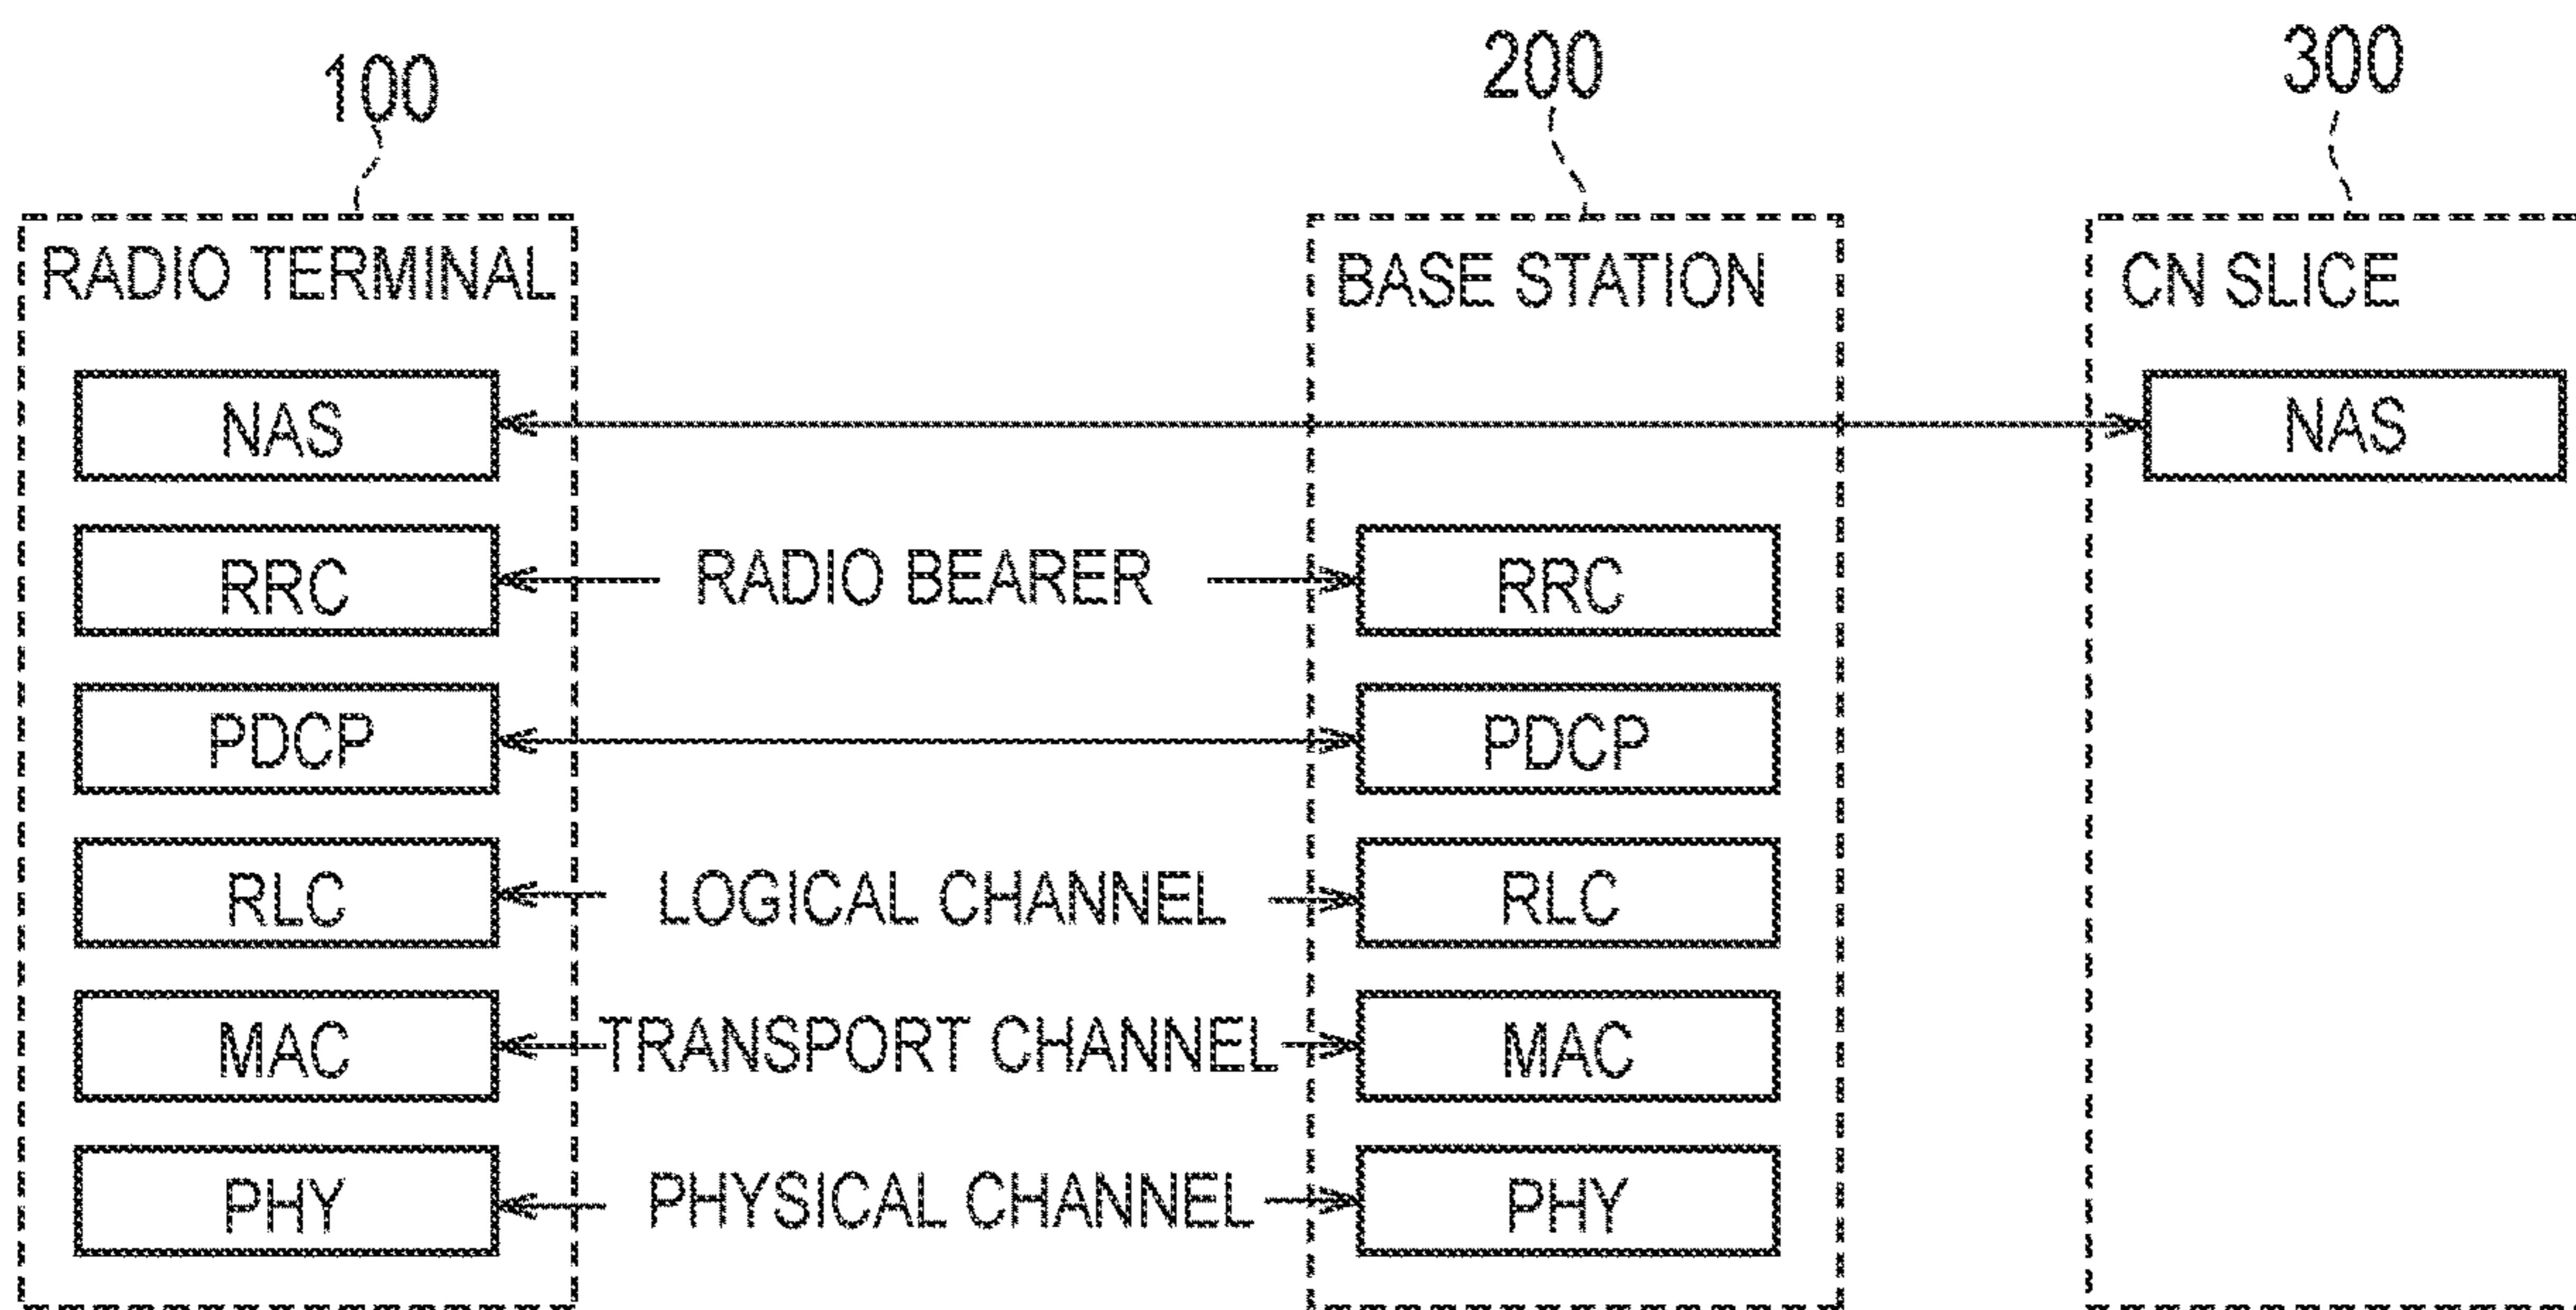 100 200 300
RADIO TERMINAL BASE STATION CN SLICE
NAS NAS
RRC RADIO BEARER RRC
PDCP PDCP
RLC LOGICAL CHANNEL RLC
MAC TRANSPORT CHANNEL MAC
PHY PHYSICAL CHANNEL PHY